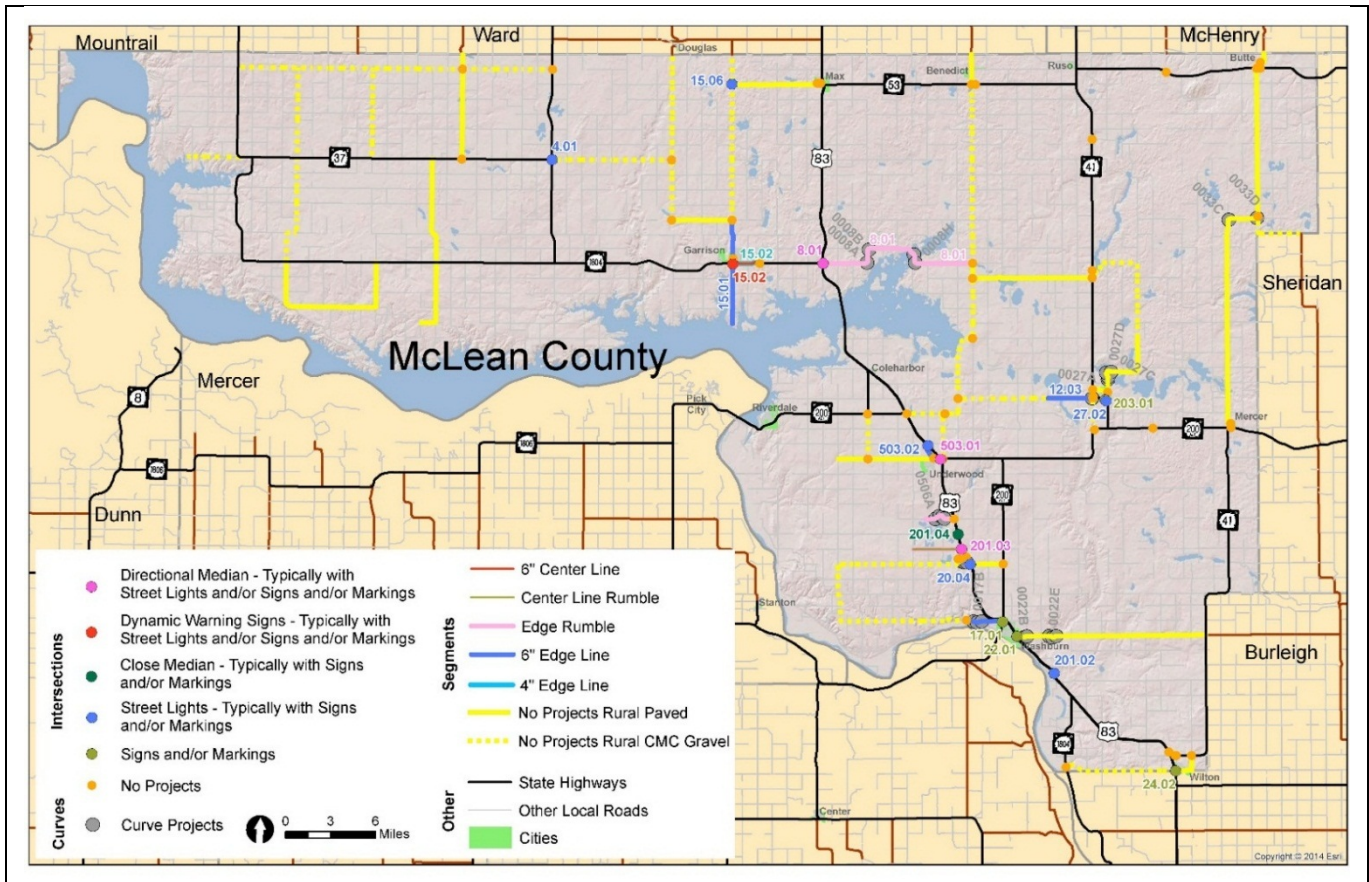 Mountrail
Ward
McHenry
Douglas
Butte
15.06
Max
Benedict
Ruso
53
4.01
37
83
41
0033C
0033D
0008B
0008A
8.01
0008H
Garrison
15.02
8.01
8.01
1804
15.02
15.01
Sheridan
McLean County
Mercer
8
Coleharbor
0027D
0027A
0027C
12.03
203.01
27.02
Pick
City
Riverdale
200
Mercer
200
1806
1806
503.02
503.01
Underwood
0506A
200
83
41
Dunn
201.04
201.03
20.04
Stanton
0022B
0022E
17.01
22.01
Washburn
201.02
Burleigh
83
1804
Wilton
24.02
Center
Intersections
Directional Median - Typically with
Street Lights and/or Signs and/or Markings
Dynamic Warning Signs - Typically with
Street Lights and/or Signs and/or Markings
Close Median - Typically with Signs
and/or Markings
Street Lights - Typically with Signs
and/or Markings
Signs and/or Markings
No Projects
Curves
Curve Projects
0 3 6
Miles
Segments
6" Center Line
Center Line Rumble
Edge Rumble
6" Edge Line
4" Edge Line
No Projects Rural Paved
No Projects Rural CMC Gravel
Other
State Highways
Other Local Roads
Cities
Copyright © 2014 Esri